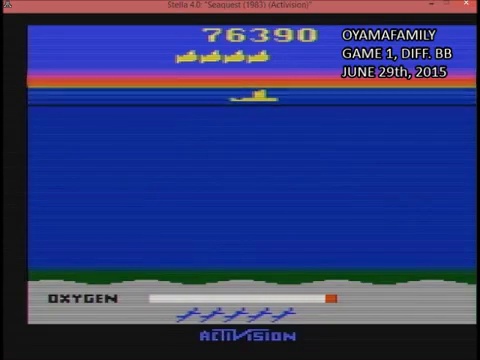 Stella 4.0: "Seaquest (1983) (Activision)"
76390
OYAMAFAMILY
GAME 1, DIFF. BB
JUNE 29th, 2015
OXYGEN
ACTIVISION